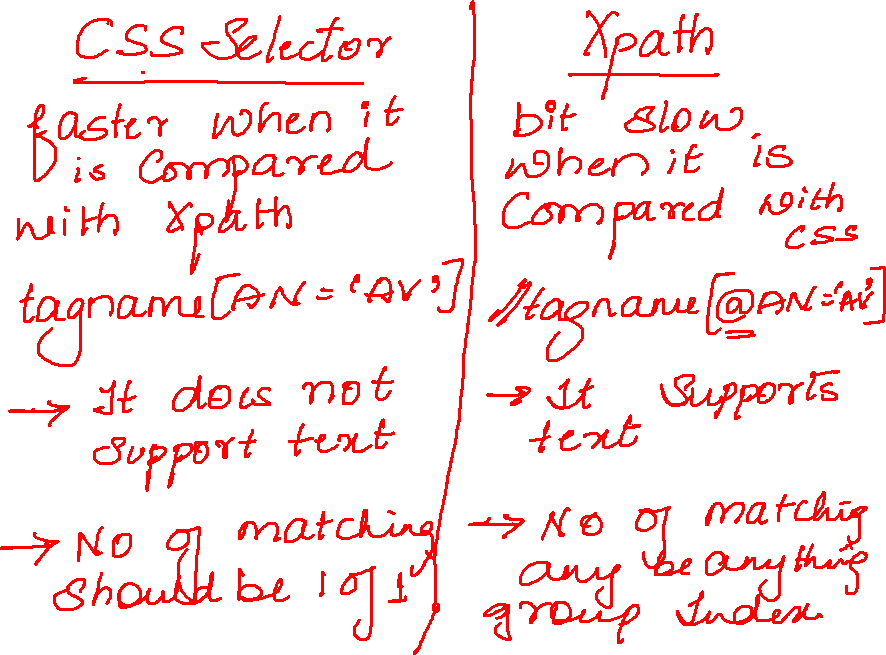 CSS Selector
faster when it
is Compared
with Xpath
tagname[AN='AV']
→ It does not
support text
→ No of matching
should be 1 of 1
Xpath
bit slow
when it is
Compared with
CSS
//tagname[@AN='AV']
→ It Supports
text
→ No of matchig
any be anything
group Index